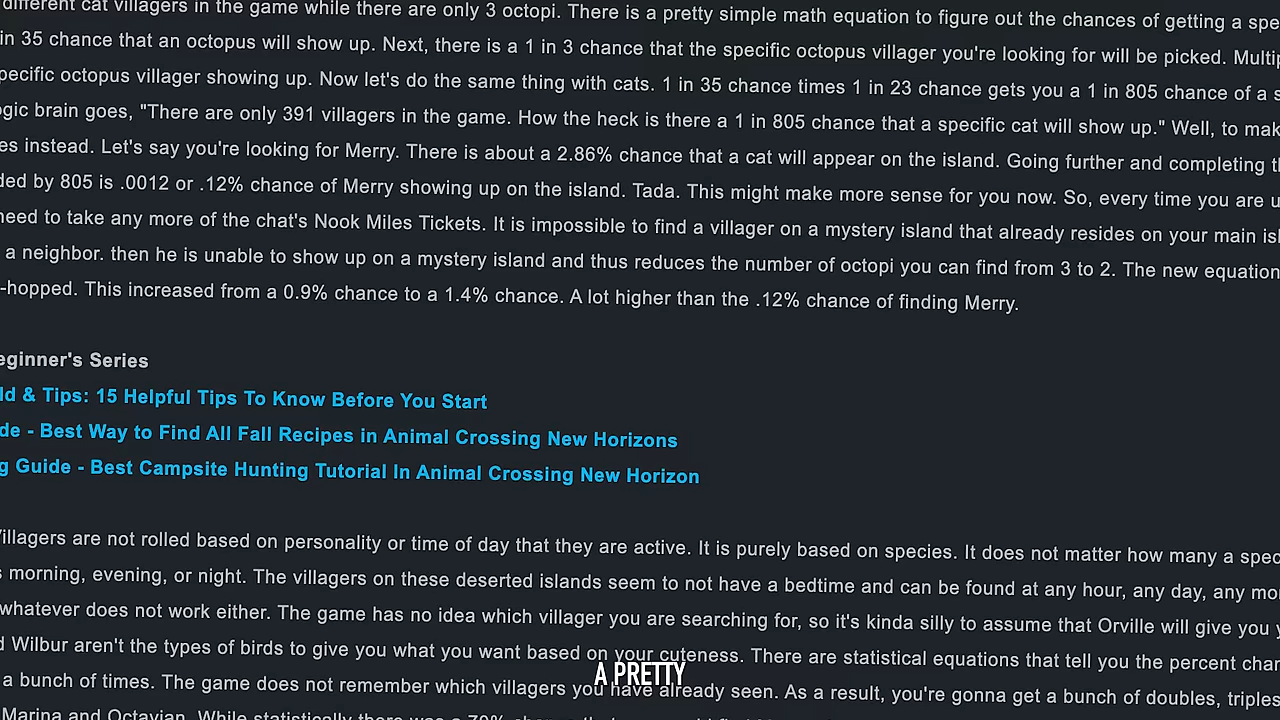 different cat villagers in the game while there are only 3 octopi. There is a pretty simple math equation to figure out the chances of getting a
in 35 chance that an octopus will show up. Next, there is a 1 in 3 chance that the specific octopus villager you're looking for will be picked.
octopus villager showing up. Now let's do the same thing with cats. 1 in 35 chance times 1 in 23 chance gets you a 1 in 805 chance of a
brain goes, "There are only 391 villagers in the game. How the heck is there a 1 in 805 chance that a specific cat will show up." Well, to
instead. Let's say you're looking for Merry. There is about a 2.86% chance that a cat will appear on the island. Going further and completing
by 805 is .0012 or .12% chance of Merry showing up on the island. Tada. This might make more sense for you now. So, every time you are
need to take any more of the chat's Nook Miles Tickets. It is impossible to find a villager on a mystery island that already resides on your main
a neighbor. then he is unable to show up on a mystery island and thus reduces the number of octopi you can find from 3 to 2. The new equation
-hopped. This increased from a 0.9% chance to a 1.4% chance. A lot higher than the .12% chance of finding Merry.
eginner's Series
ld & Tips: 15 Helpful Tips To Know Before You Start
de - Best Way to Find All Fall Recipes in Animal Crossing New Horizons
g Guide - Best Campsite Hunting Tutorial In Animal Crossing New Horizon
Villagers are not rolled based on personality or time of day that they are active. It is purely based on species. It does not matter how many a
morning, evening, or night. The villagers on these deserted islands seem to not have a bedtime and can be found at any hour, any day, any
whatever does not work either. The game has no idea which villager you are searching for, so it's kinda silly to assume that Orville will give you
Wilbur aren't the types of birds to give you what you want based on your cuteness. There are statistical equations that tell you the percent
A PRETTY
a bunch of times. The game does not remember which villagers you have already seen. As a result, you're gonna get a bunch of doubles, triples
Marina and Octavian. While statistically there was a